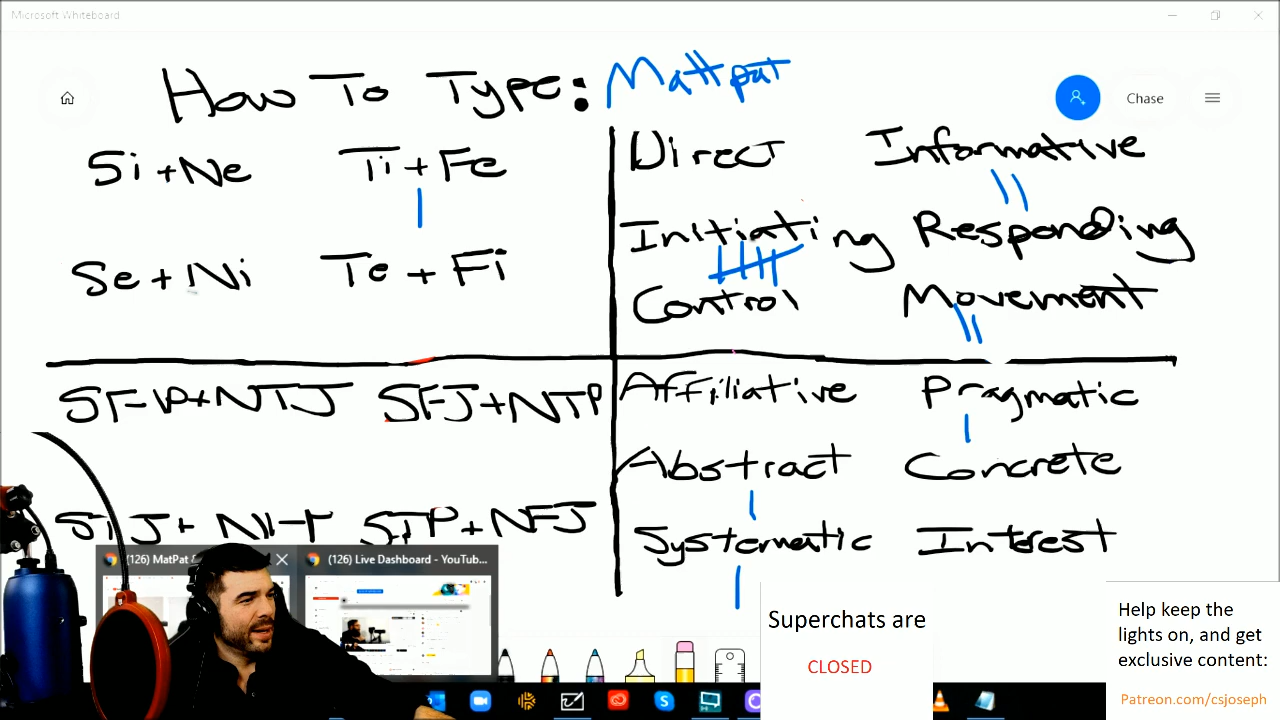 Microsoft Whiteboard
How To Type: Mattpat
Chase
Si + Ne Ti + Fe
Direct Informative
Se + Ni Te + Fi
Initiating Responding
Control Movement
SFP + NTJ SFJ + NTP
Affiliative Pragmatic
Abstract Concrete
STJ + NFP STP + NFJ
Systematic Interest
(126) MatPat
(126) Live Dashboard - YouTub...
Superchats are
CLOSED
Help keep the
lights on, and get
exclusive content:
Patreon.com/csjoseph